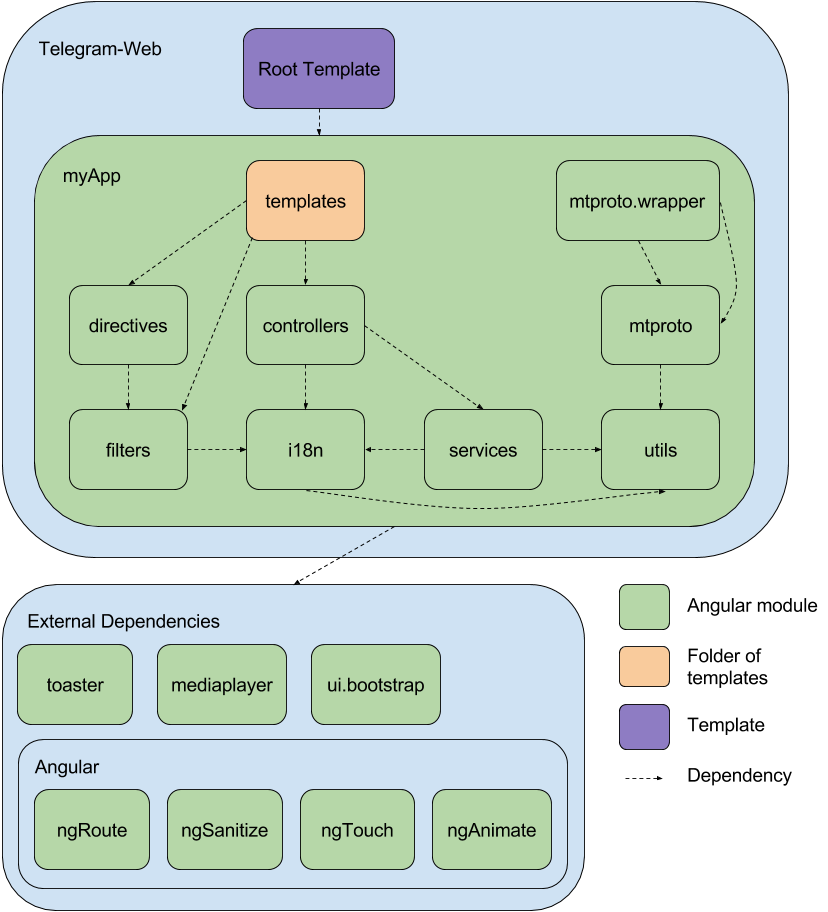 Telegram-Web
Root Template
myApp
templates
mtproto.wrapper
directives
controllers
mtproto
filters
i18n
services
utils
External Dependencies
toaster
mediaplayer
ui.bootstrap
Angular
ngRoute
ngSanitize
ngTouch
ngAnimate
Angular module
Folder of
templates
Template
Dependency